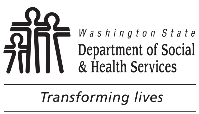 Washington State
Department of Social
& Health Services
Transforming lives